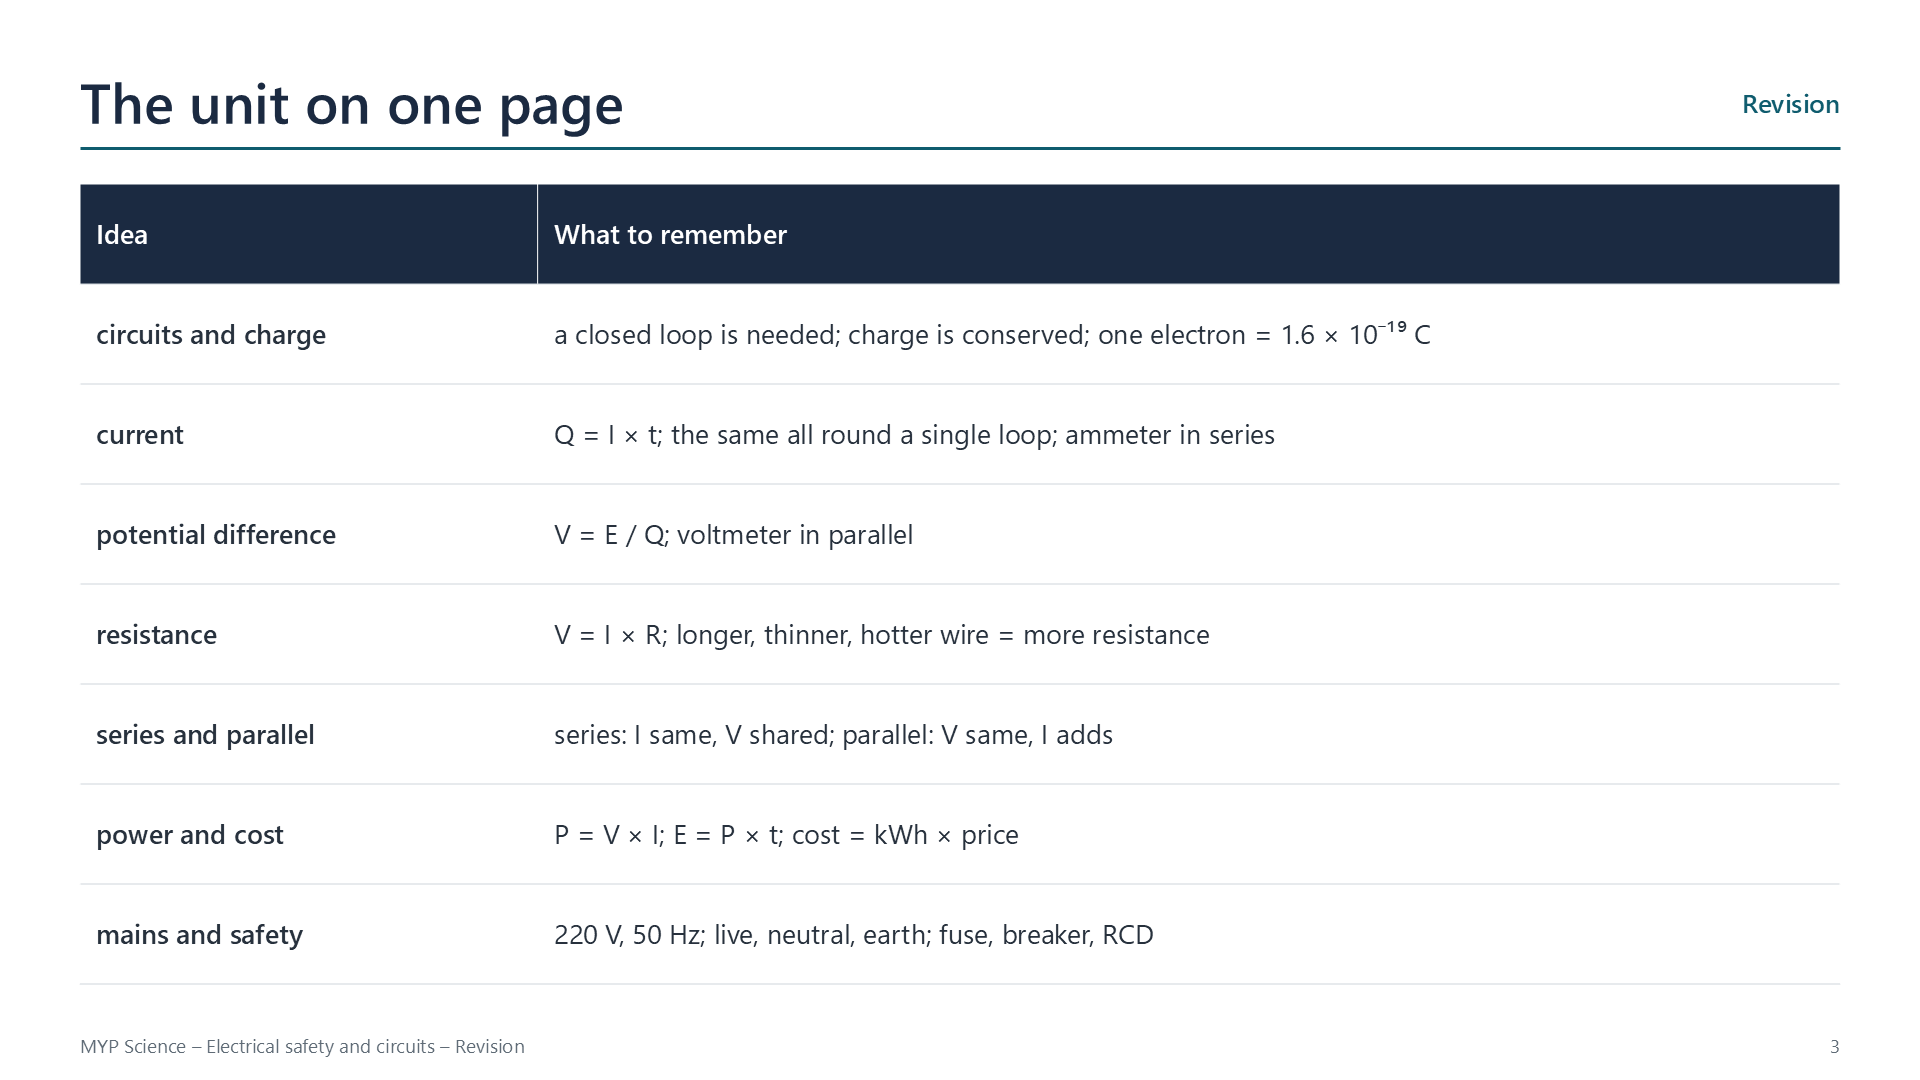 The unit on one page
Revision
Idea
What to remember
circuits and charge
a closed loop is needed; charge is conserved; one electron = 1.6 × 10⁻¹⁹ C
current
Q = I × t; the same all round a single loop; ammeter in series
potential difference
V = E / Q; voltmeter in parallel
resistance
V = I × R; longer, thinner, hotter wire = more resistance
series and parallel
series: I same, V shared; parallel: V same, I adds
power and cost
P = V × I; E = P × t; cost = kWh × price
mains and safety
220 V, 50 Hz; live, neutral, earth; fuse, breaker, RCD
MYP Science – Electrical safety and circuits – Revision
3